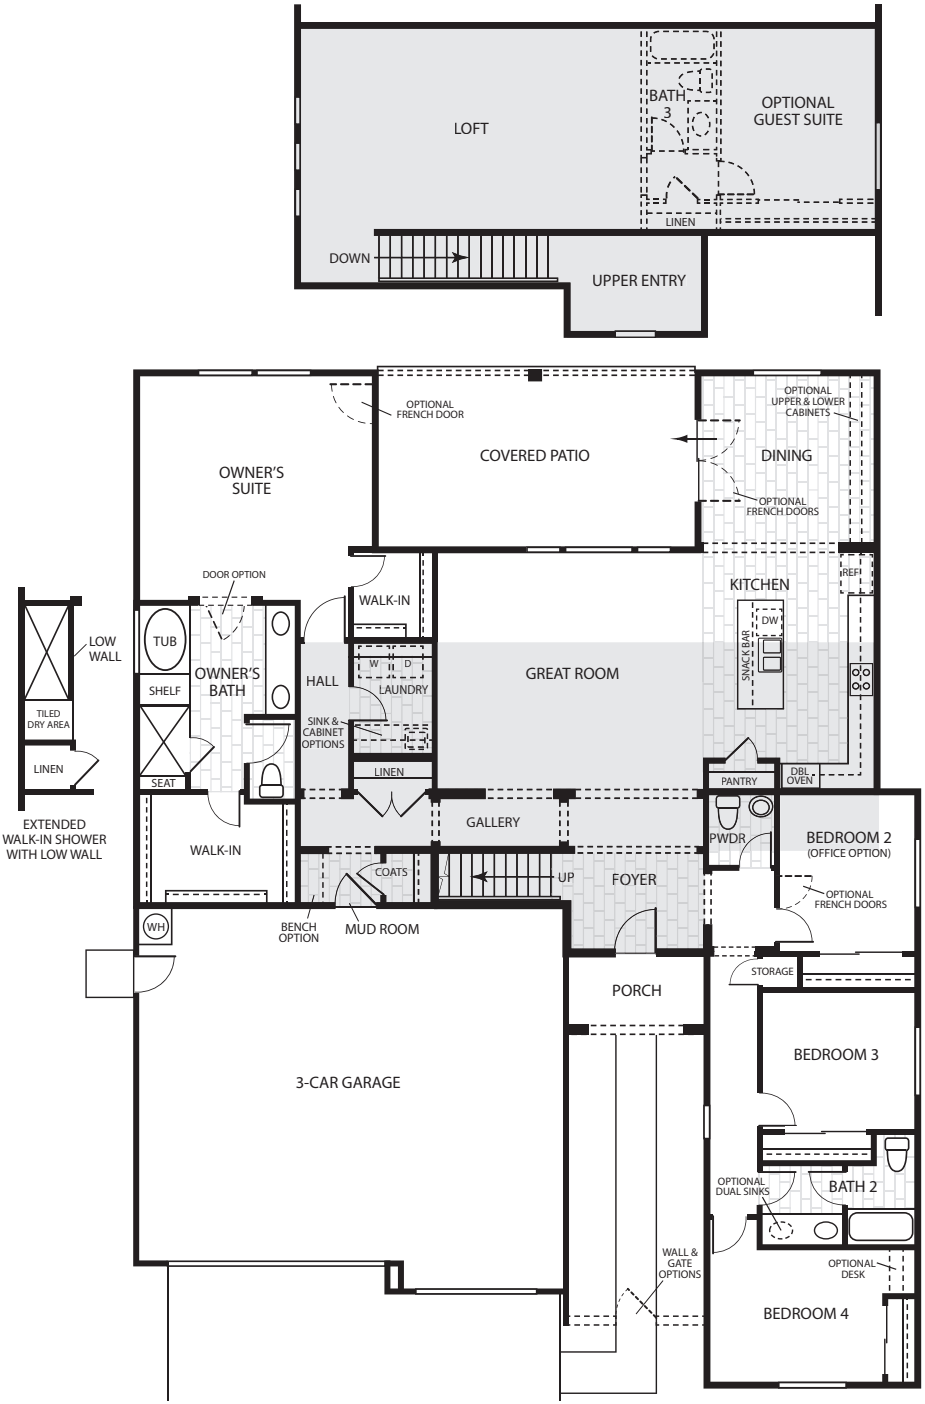 LOFT
BATH
3
OPTIONAL
GUEST SUITE
LINEN
DOWN
UPPER ENTRY
OPTIONAL
FRENCH DOOR
OPTIONAL
UPPER & LOWER
CABINETS
OWNER'S
SUITE
COVERED PATIO
DINING
OPTIONAL
FRENCH DOORS
DOOR OPTION
WALK-IN
KITCHEN
REF
DW
SNACK BAR
LOW
WALL
TUB
SHELF
OWNER'S
BATH
HALL
W
D
LAUNDRY
GREAT ROOM
TILED
DRY AREA
SINK &
CABINET
OPTIONS
LINEN
SEAT
LINEN
PANTRY
DBL
OVEN
EXTENDED
WALK-IN SHOWER
WITH LOW WALL
WALK-IN
GALLERY
PWDR
BEDROOM 2
(OFFICE OPTION)
COATS
UP
FOYER
OPTIONAL
FRENCH DOORS
WH
BENCH
OPTION
MUD ROOM
STORAGE
PORCH
3-CAR GARAGE
BEDROOM 3
OPTIONAL
DUAL SINKS
BATH 2
WALL &
GATE
OPTIONS
OPTIONAL
DESK
BEDROOM 4